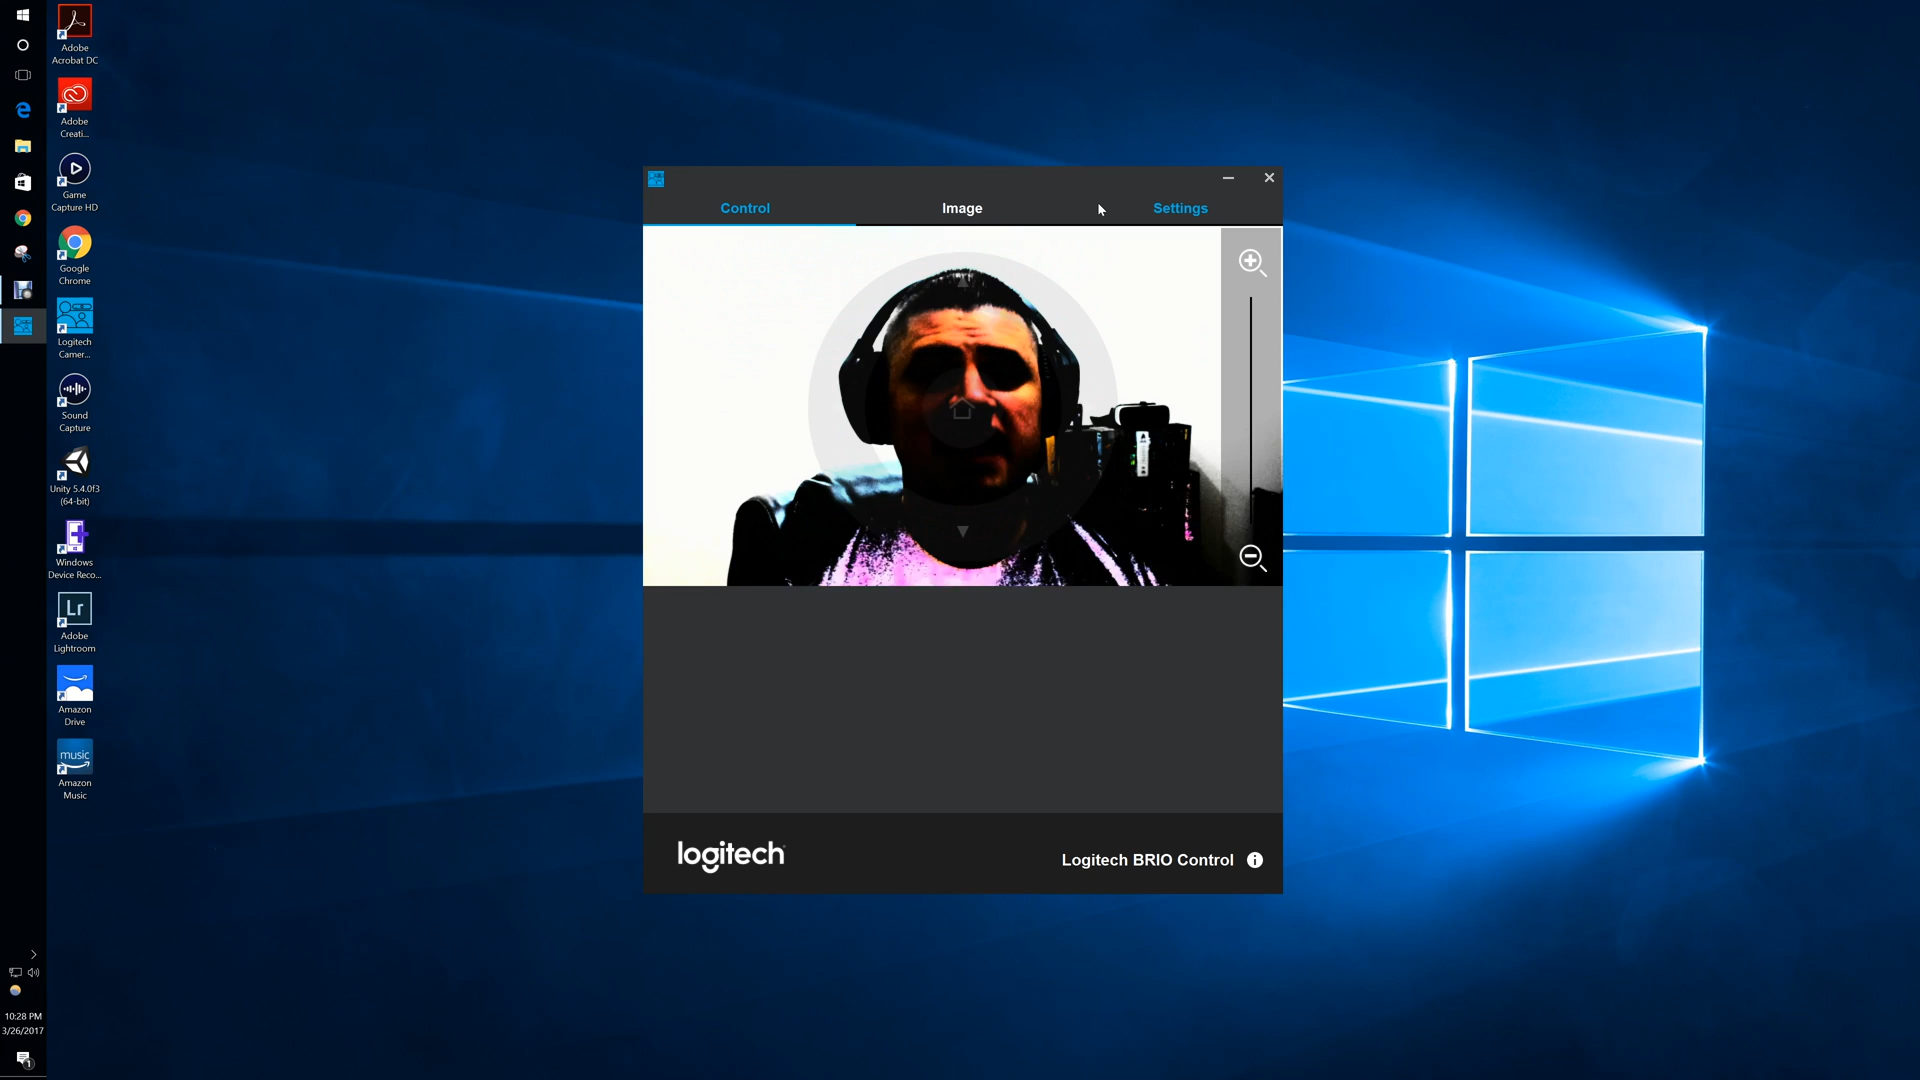 Adobe
Acrobat DC
Adobe
Creati...
Game
Capture HD
Google
Chrome
Logitech
Camer...
Sound
Capture
Unity 5.4.0f3
(64-bit)
Windows
Device Reco...
Lr
Adobe
Lightroom
Amazon
Drive
music
Amazon
Music
10:28 PM
3/26/2017
1
Control Image Settings
logitech
Logitech BRIO Control